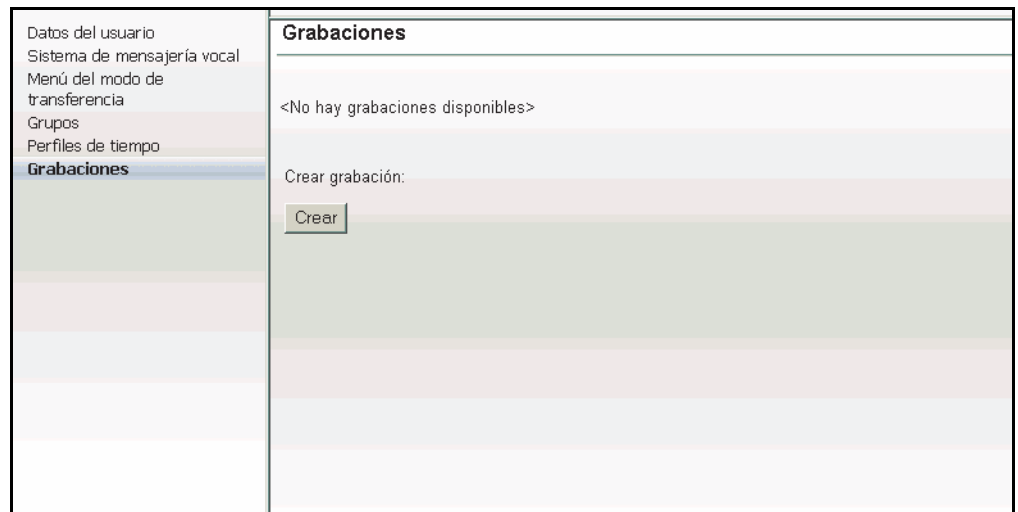 Datos del usuario
Sistema de mensajería vocal
Menú del modo de
transferencia
Grupos
Perfiles de tiempo
Grabaciones
Grabaciones
<No hay grabaciones disponibles>
Crear grabación:
Crear